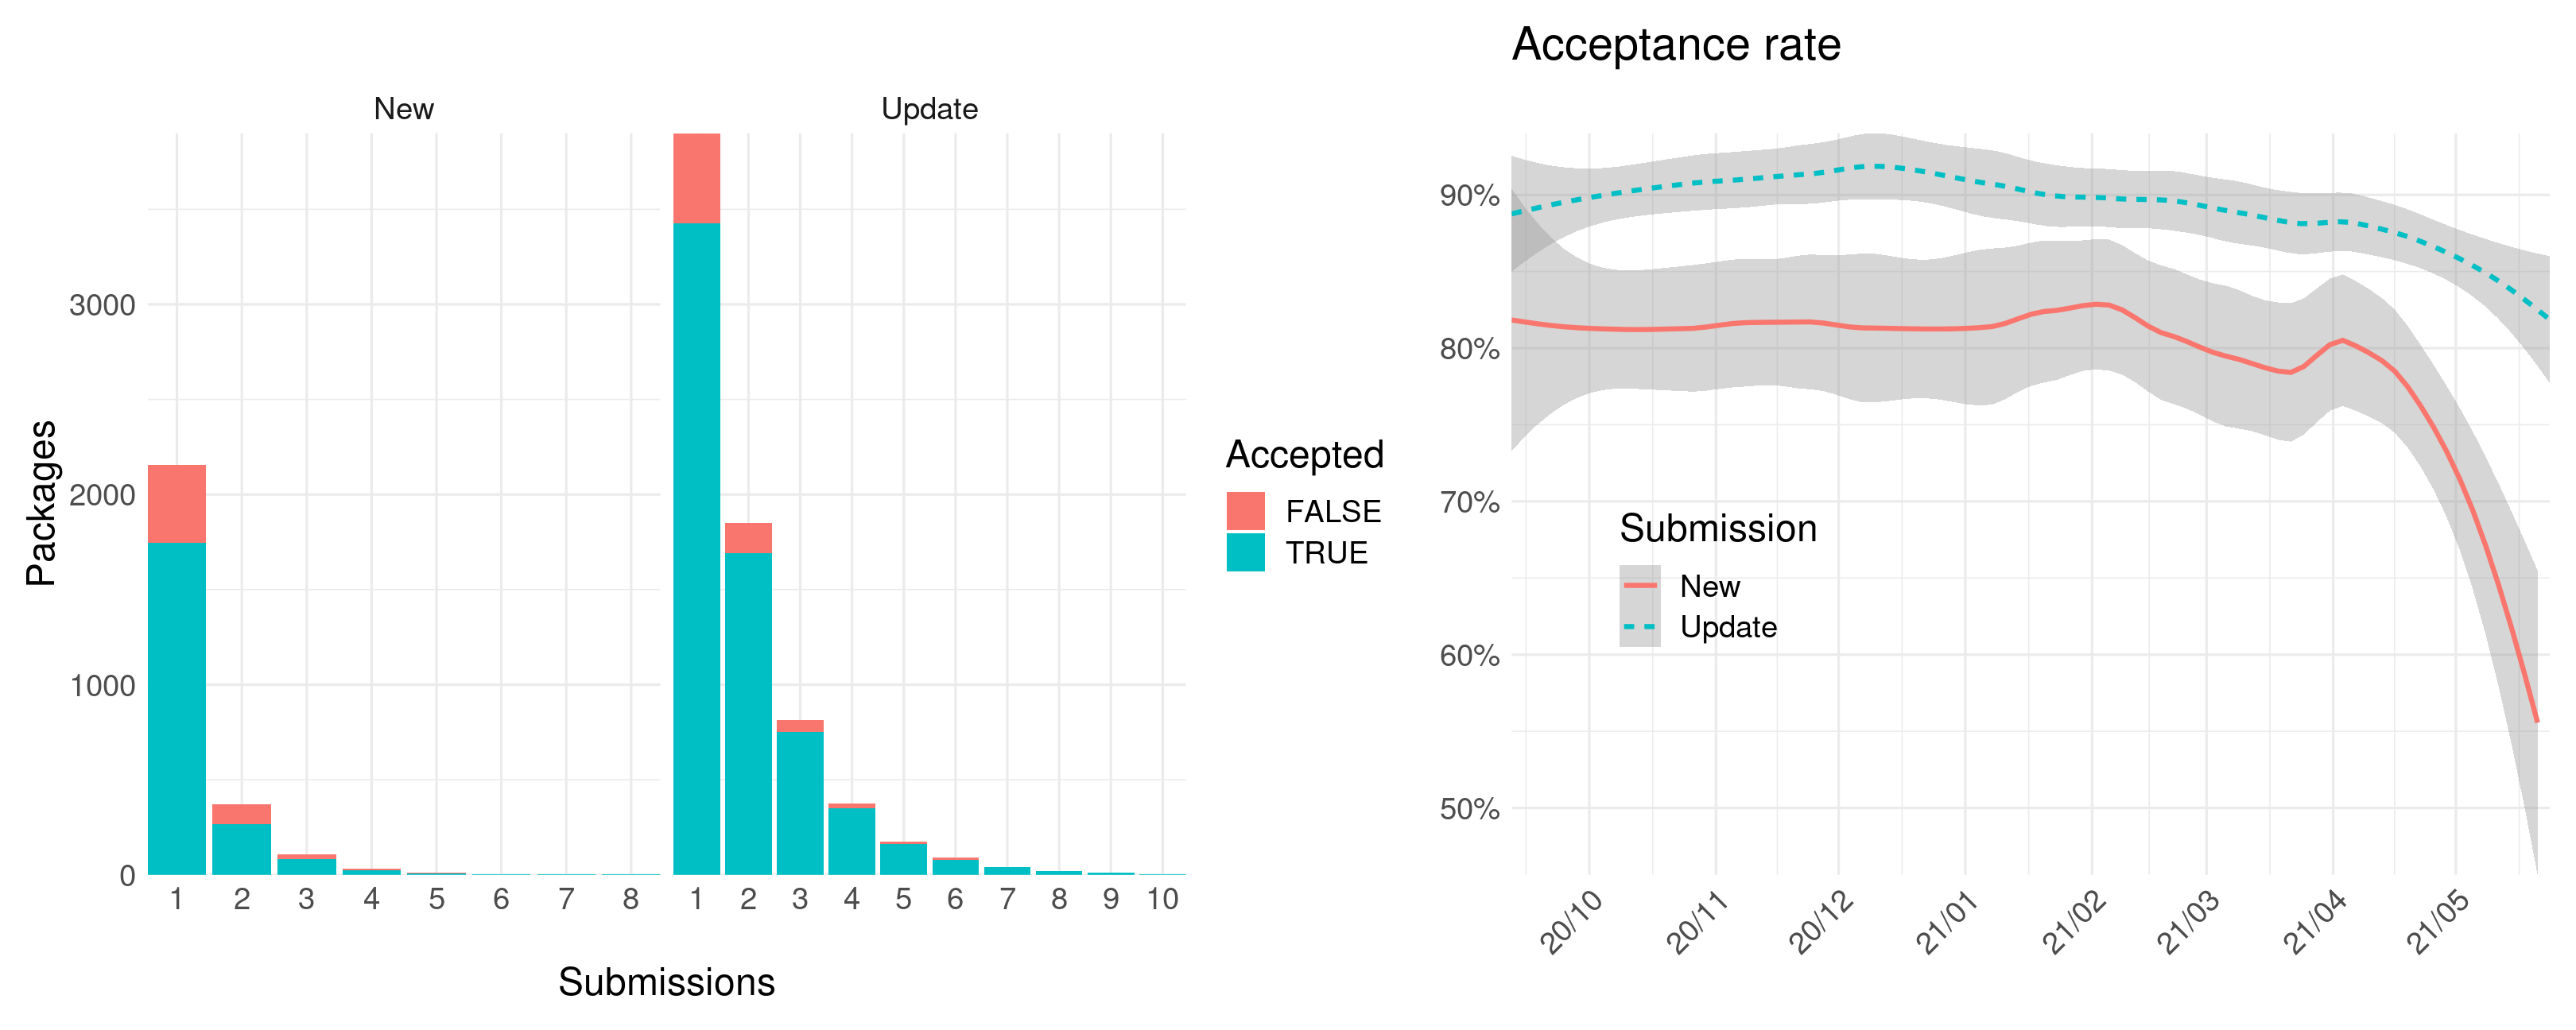 New
Update
Packages
3000
2000
1000
0
1 2 3 4 5 6 7 8
1 2 3 4 5 6 7 8 9 10
Submissions
Accepted
FALSE
TRUE
Acceptance rate
90%
80%
70%
60%
50%
Submission
New
Update
20/10 20/11 20/12 21/01 21/02 21/03 21/04 21/05